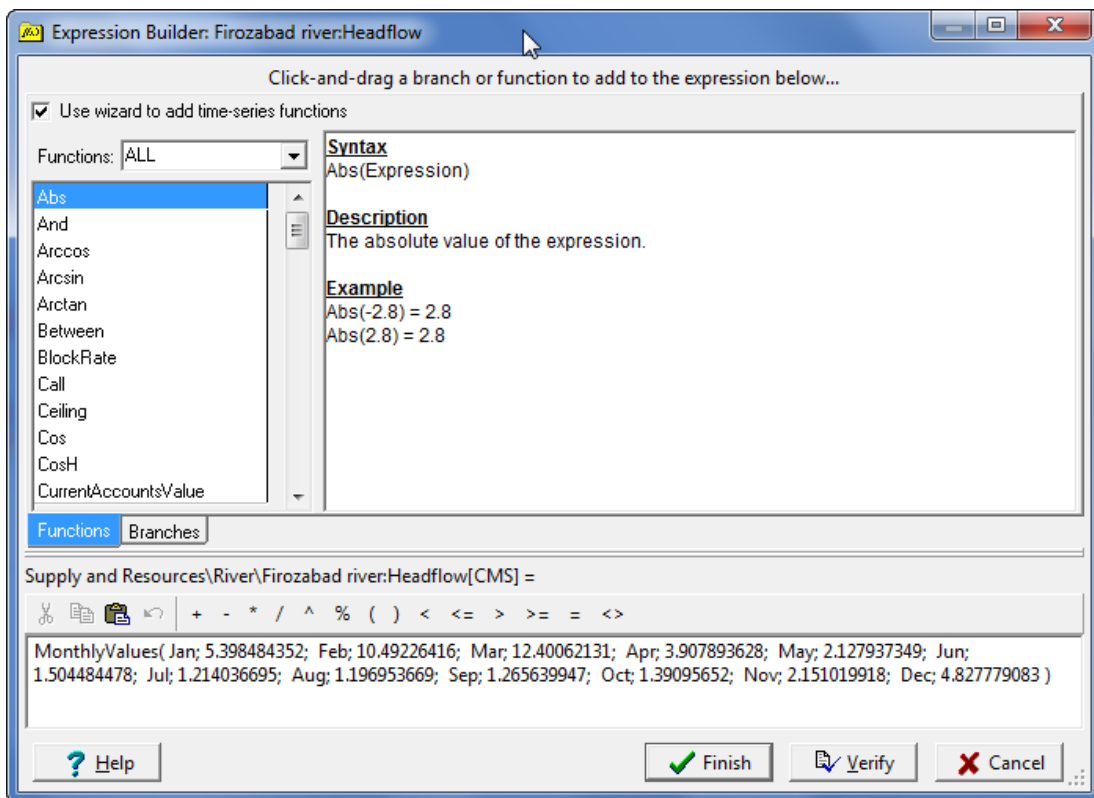 Expression Builder: Firozabad river:Headflow
Click-and-drag a branch or function to add to the expression below...
Use wizard to add time-series functions
Functions: ALL
Abs
And
Arccos
Arcsin
Arctan
Between
BlockRate
Call
Ceiling
Cos
CosH
CurrentAccountsValue
Syntax
Abs(Expression)
Description
The absolute value of the expression.
Example
Abs(-2.8) = 2.8
Abs(2.8) = 2.8
Functions Branches
Supply and Resources\River\Firozabad river:Headflow[CMS] =
+ - * / ^ % ( ) < <= > >= = <>
MonthlyValues( Jan; 5.398484352; Feb; 10.49226416; Mar; 12.40062131; Apr; 3.907893628; May; 2.127937349; Jun;
1.504484478; Jul; 1.214036695; Aug; 1.196953669; Sep; 1.265639947; Oct; 1.39095652; Nov; 2.151019918; Dec; 4.827779083 )
? Help Finish Verify Cancel